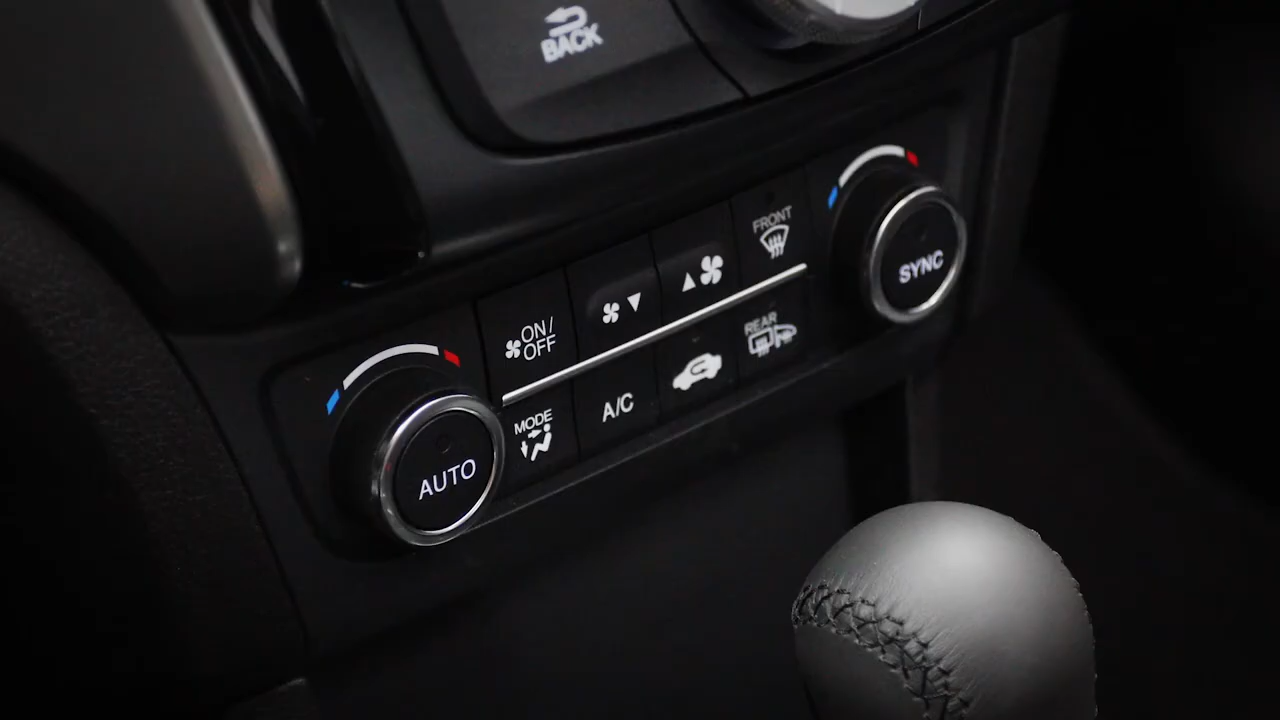 BACK
FRONT
SYNC
ON/
OFF
REAR
A/C
MODE
AUTO